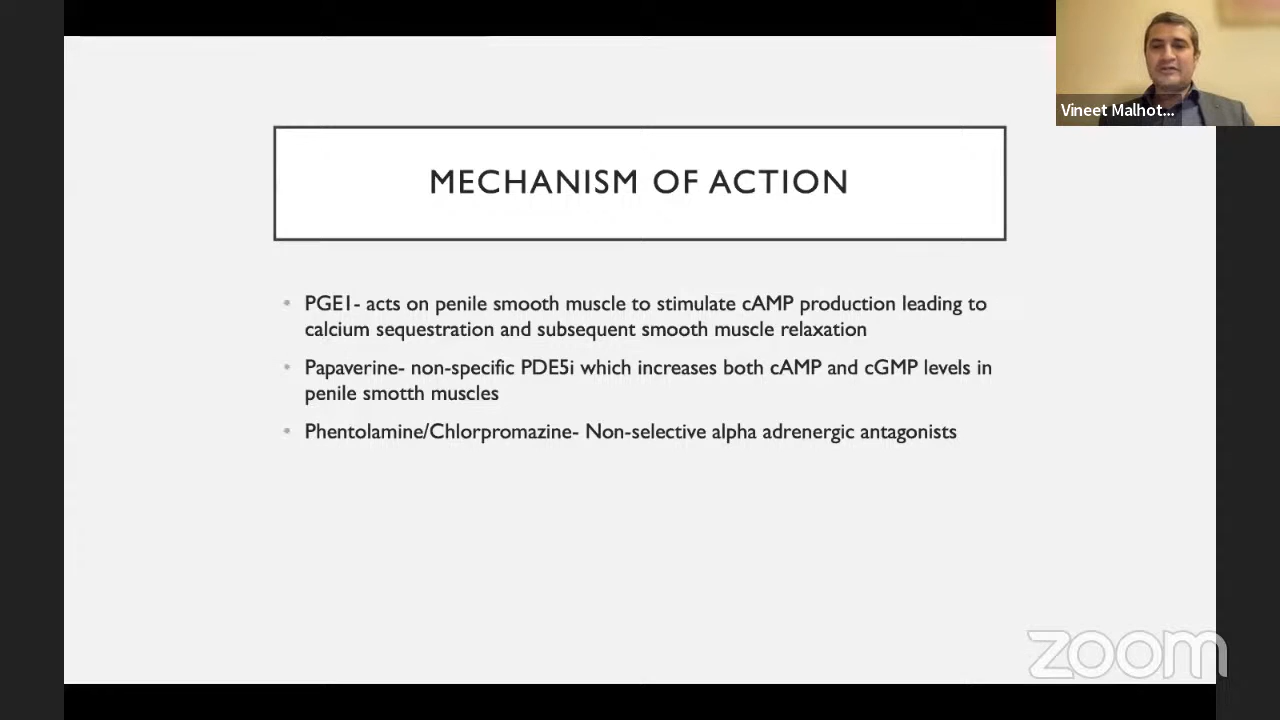 Vineet Malhot...
MECHANISM OF ACTION
PGE1- acts on penile smooth muscle to stimulate cAMP production leading to
calcium sequestration and subsequent smooth muscle relaxation
Papaverine- non-specific PDE5i which increases both cAMP and cGMP levels in
penile smotth muscles
Phentolamine/Chlorpromazine- Non-selective alpha adrenergic antagonists
zoom